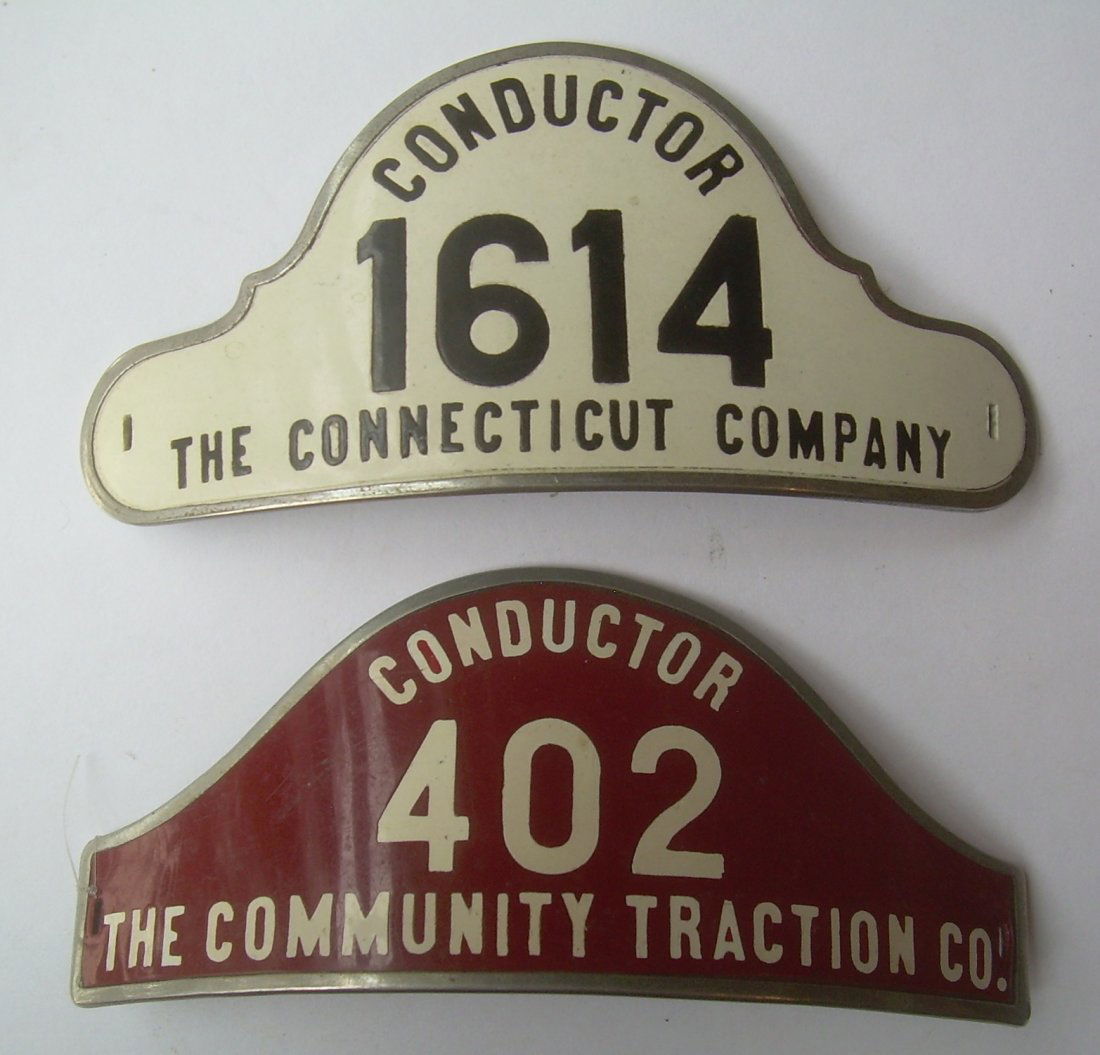 CONDUCTOR
1614
THE CONNECTICUT COMPANY
CONDUCTOR
402
THE COMMUNITY TRACTION CO.